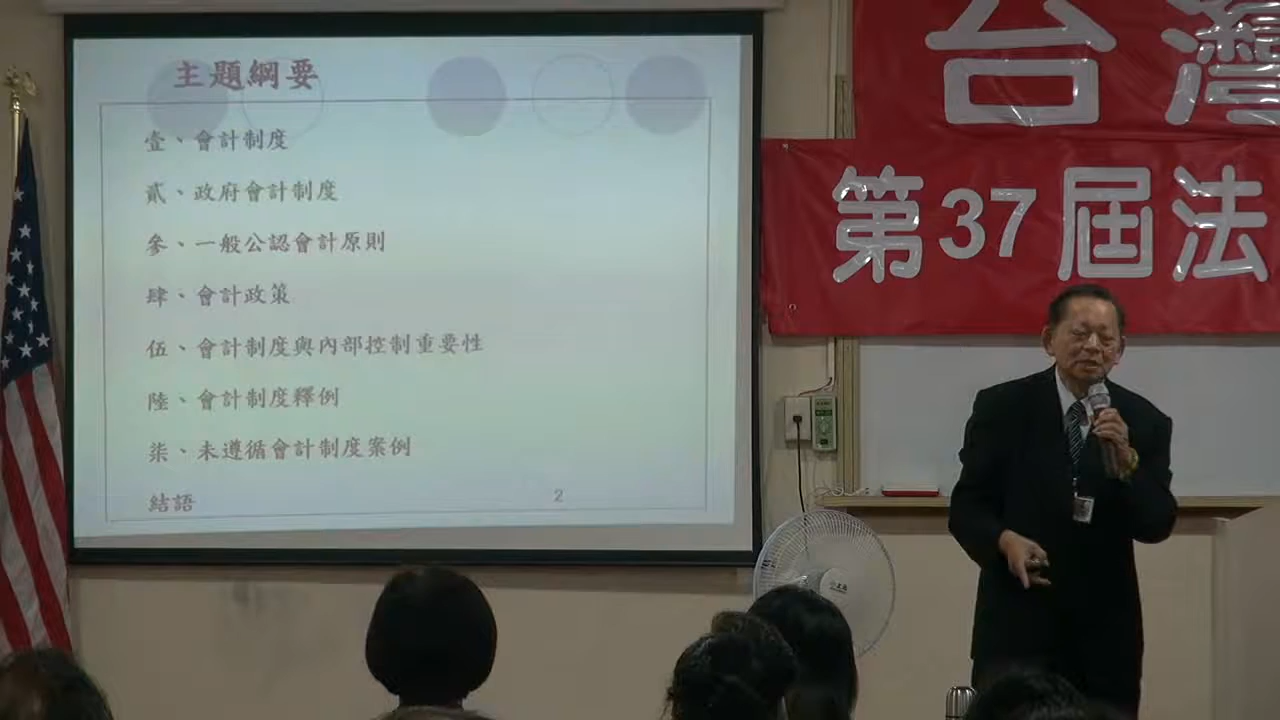 主題綱要
壹、會計制度
貳、政府會計制度
參、一般公認會計原則
肆、會計政策
伍、會計制度與內部控制重要性
陸、會計制度釋例
柒、未遵循會計制度案例
結語
2
台灣
第37屆法